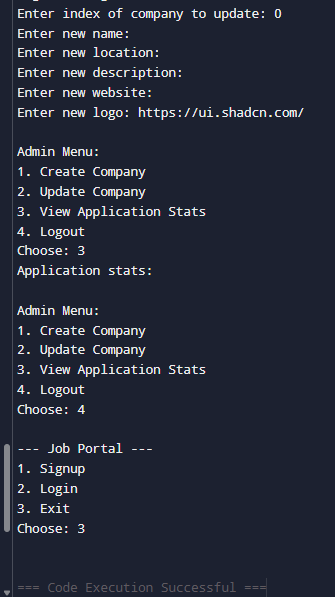 Enter index of company to update: 0
Enter new name:
Enter new location:
Enter new description:
Enter new website:
Enter new logo: https://ui.shadcn.com/
Admin Menu:
1. Create Company
2. Update Company
3. View Application Stats
4. Logout
Choose: 3
Application stats:
Admin Menu:
1. Create Company
2. Update Company
3. View Application Stats
4. Logout
Choose: 4
--- Job Portal ---
1. Signup
2. Login
3. Exit
Choose: 3
=== Code Execution Successful ===